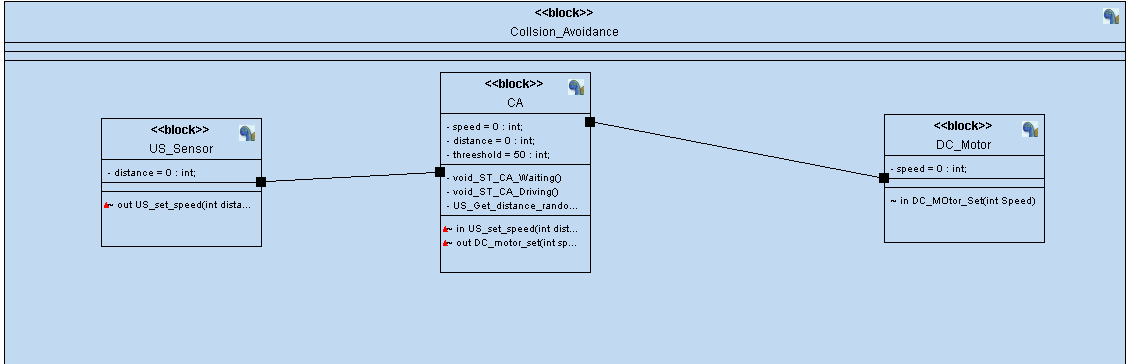 <<block>>
Collsion_Avoidance
<<block>>
US_Sensor
- distance = 0 : int;
~ out US_set_speed(int dista...
<<block>>
CA
- speed = 0 : int;
- distance = 0 : int;
- threeshold = 50 : int;
- void_ST_CA_Waiting()
- void_ST_CA_Driving()
- US_Get_distance_rando...
~ in US_set_speed(int dist...
~ out DC_motor_set(int sp...
<<block>>
DC_Motor
- speed = 0 : int;
~ in DC_MOtor_Set(int Speed)